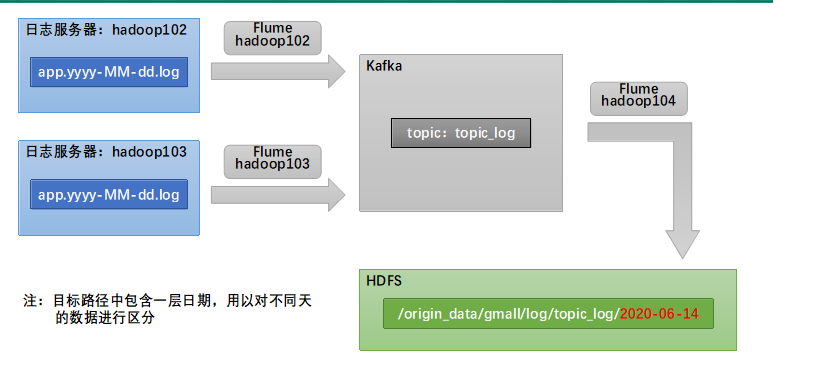 日志服务器：hadoop102
app.yyyy-MM-dd.log
Flume
hadoop102
日志服务器：hadoop103
app.yyyy-MM-dd.log
Flume
hadoop103
Kafka
topic：topic_log
Flume
hadoop104
HDFS
/origin_data/gmall/log/topic_log/2020-06-14
注：目标路径中包含一层日期，用以对不同天
的数据进行区分